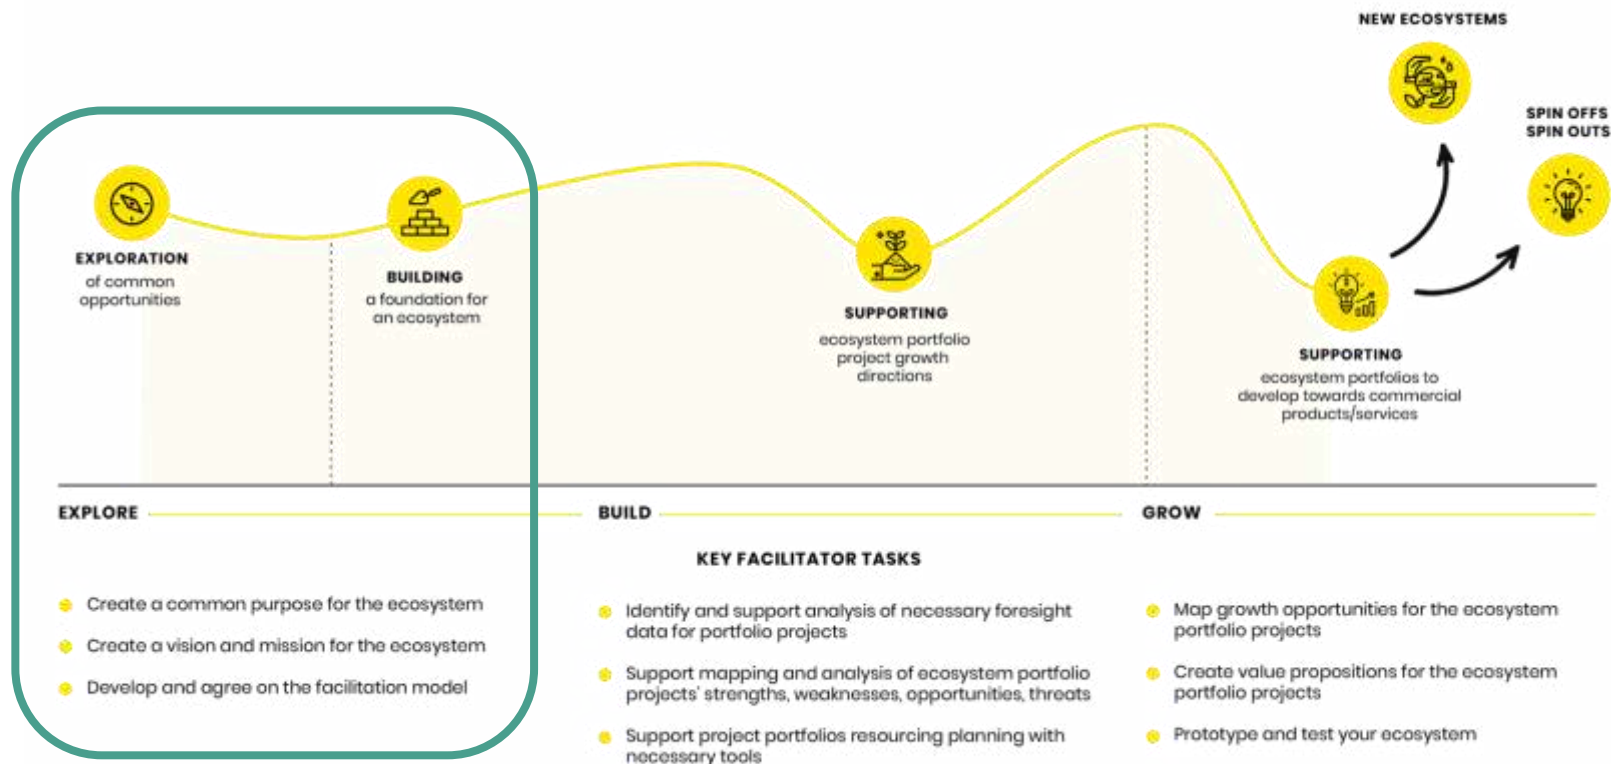 NEW ECOSYSTEMS
SPIN OFFS
SPIN OUTS
EXPLORATION
of common
opportunities
BUILDING
a foundation for
an ecosystem
SUPPORTING
ecosystem portfolio
project growth
directions
SUPPORTING
ecosystem portfolios to
develop towards commercial
products/services
EXPLORE
BUILD
GROW
KEY FACILITATOR TASKS
Create a common purpose for the ecosystem
Create a vision and mission for the ecosystem
Develop and agree on the facilitation model
Identify and support analysis of necessary foresight
data for portfolio projects
Support mapping and analysis of ecosystem portfolio
projects' strengths, weaknesses, opportunities, threats
Support project portfolios resourcing planning with
necessary tools
Map growth opportunities for the ecosystem
portfolio projects
Create value propositions for the ecosystem
portfolio projects
Prototype and test your ecosystem